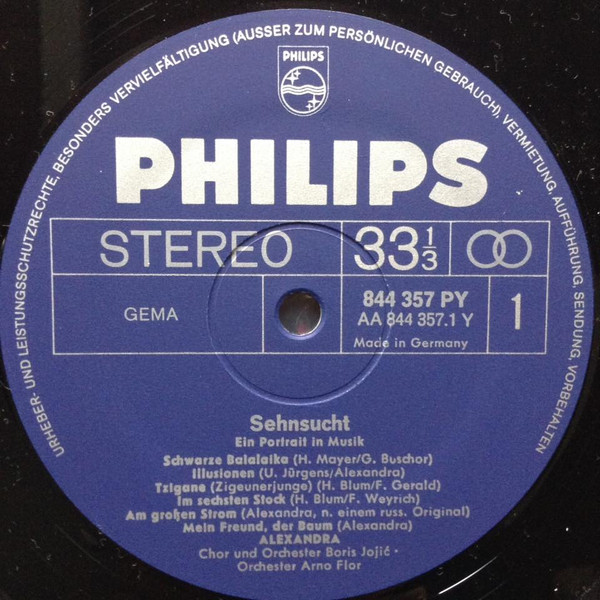 URHEBER- UND LEISTUNGSSCHUTZRECHTE, BESONDERS VERVIELFÄLTIGUNG (AUSSER ZUM PERSÖNLICHEN GEBRAUCH), VERMIETUNG, AUFFÜHRUNG, SENDUNG, VORBEHALTEN
PHILIPS
PHILIPS
STEREO 33 1/3
GEMA 844 357 PY 1
AA 844 357.1 Y
Made in Germany
Sehnsucht
Ein Portrait in Musik
Schwarze Balalaika (H. Mayer/G. Buschor)
Illusionen (U. Jürgens/Alexandra)
Tzigane (Zigeunerjunge) (H. Blum/F. Gerald)
Im sechsten Stock (H. Blum/F. Weyrich)
Am großen Strom (Alexandra, n. einem russ. Original)
Mein Freund, der Baum (Alexandra)
ALEXANDRA
Chor und Orchester Boris Jojić ·
Orchester Arno Flor